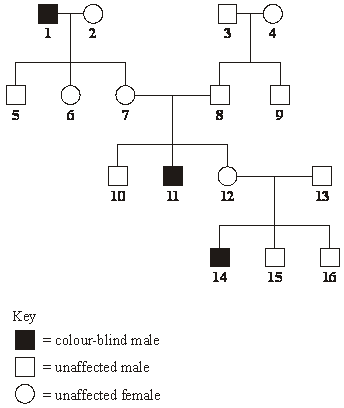 1 2 3 4
5 6 7 8 9
10 11 12 13
14 15 16
Key
= colour-blind male
= unaffected male
= unaffected female